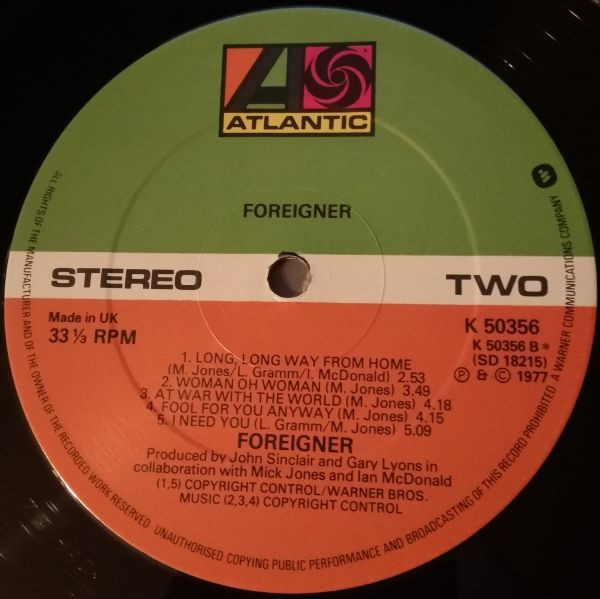 ATLANTIC
FOREIGNER
STEREO
TWO
Made in UK
33 ⅓ RPM
K 50356
K 50356 B *
(SD 18215)
Ⓟ & © 1977
1. LONG, LONG WAY FROM HOME
(M. Jones/L. Gramm/I. McDonald) 2.53
2. WOMAN OH WOMAN (M. Jones) 3.49
3. AT WAR WITH THE WORLD (M. Jones) 4.18
4. FOOL FOR YOU ANYWAY (M. Jones) 4.15
5. I NEED YOU (L. Gramm/M. Jones) 5.09
FOREIGNER
Produced by John Sinclair and Gary Lyons in
collaboration with Mick Jones and Ian McDonald
(1,5) COPYRIGHT CONTROL/WARNER BROS.
MUSIC (2,3,4) COPYRIGHT CONTROL
ALL RIGHTS OF THE MANUFACTURER AND OF THE OWNER OF THE RECORDED WORK RESERVED UNAUTHORISED COPYING PUBLIC PERFORMANCE AND BROADCASTING OF THIS RECORD PROHIBITED A WARNER COMMUNICATIONS COMPANY